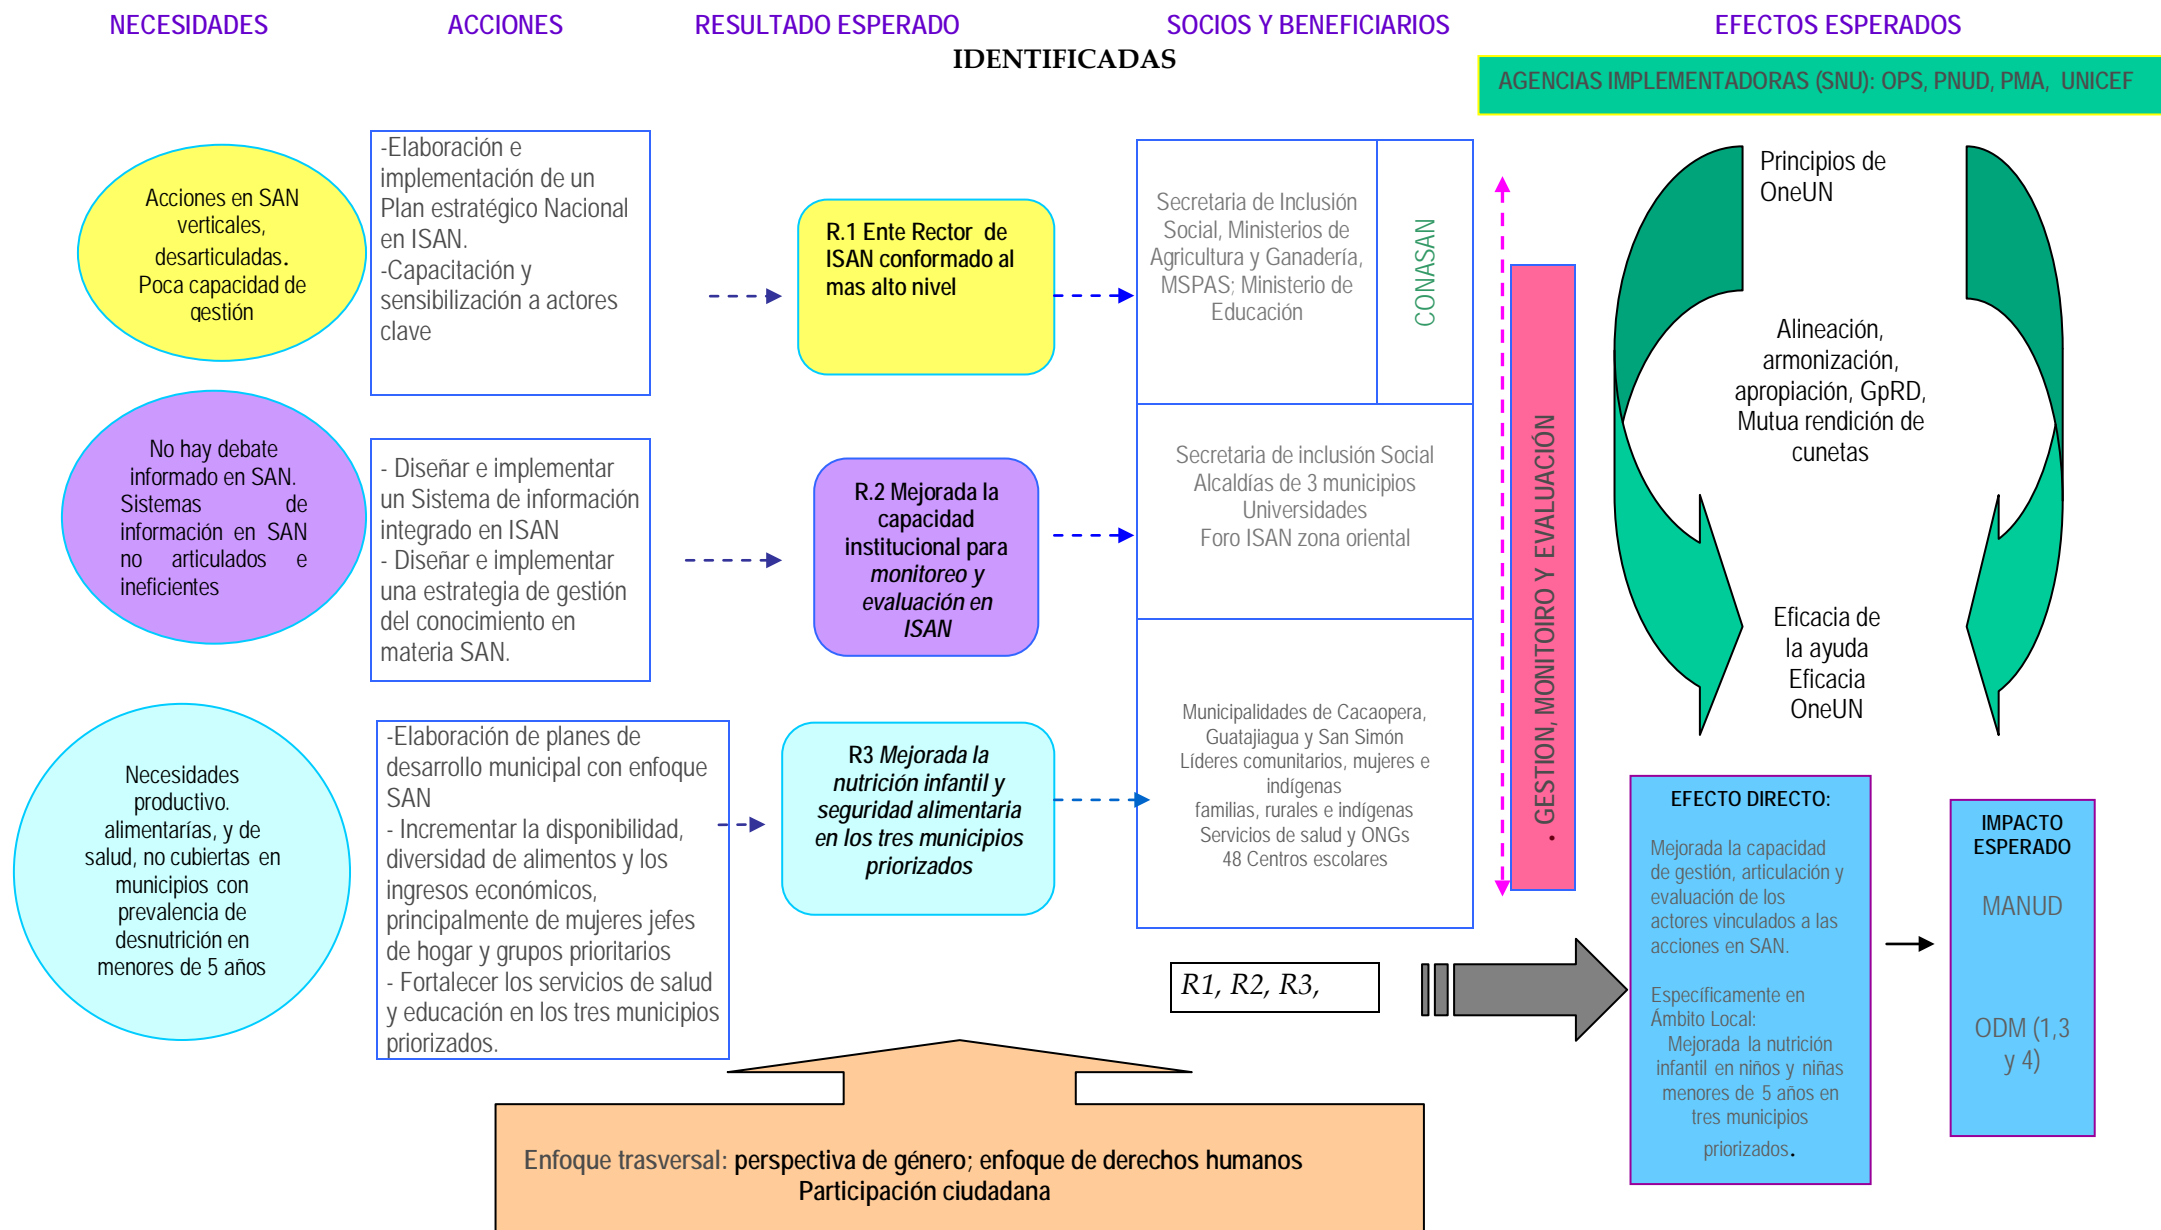 NECESIDADES
ACCIONES
RESULTADO ESPERADO
SOCIOS Y BENEFICIARIOS
EFECTOS ESPERADOS
IDENTIFICADAS
AGENCIAS IMPLEMENTADORAS (SNU): OPS, PNUD, PMA, UNICEF
Acciones en SAN
verticales,
desarticuladas.
Poca capacidad de
gestión
-Elaboración e
implementación de un
Plan estratégico Nacional
en ISAN.
-Capacitación y
sensibilización a actores
clave
R.1 Ente Rector de
ISAN conformado al
mas alto nivel
Secretaria de Inclusión
Social, Ministerios de
Agricultura y Ganadería,
MSPAS; Ministerio de
Educación
CONASAN
No hay debate
informado en SAN.
Sistemas de
información en SAN
no articulados e
ineficientes
- Diseñar e implementar
un Sistema de información
integrado en ISAN
- Diseñar e implementar
una estrategia de gestión
del conocimiento en
materia SAN.
R.2 Mejorada la
capacidad
institucional para
monitoreo y
evaluación en
ISAN
Secretaria de inclusión Social
Alcaldías de 3 municipios
Universidades
Foro ISAN zona oriental
Necesidades
productivo.
alimentarías, y de
salud, no cubiertas en
municipios con
prevalencia de
desnutrición en
menores de 5 años
-Elaboración de planes de
desarrollo municipal con enfoque
SAN
- Incrementar la disponibilidad,
diversidad de alimentos y los
ingresos económicos,
principalmente de mujeres jefes
de hogar y grupos prioritarios
- Fortalecer los servicios de salud
y educación en los tres municipios
priorizados.
R3 Mejorada la
nutrición infantil y
seguridad alimentaria
en los tres municipios
priorizados
Municipalidades de Cacaopera,
Guatajiagua y San Simón
Líderes comunitarios, mujeres e
indígenas
familias, rurales e indígenas
Servicios de salud y ONGs
48 Centros escolares
. GESTION, MONITOIRO Y EVALUACIÓN
Principios de
OneUN
Alineación,
armonización,
apropiación, GpRD,
Mutua rendición de
cunetas
Eficacia de
la ayuda
Eficacia
OneUN
R1, R2, R3,
EFECTO DIRECTO:
Mejorada la capacidad
de gestión, articulación y
evaluación de los
actores vinculados a las
acciones en SAN.
Específicamente en
Ámbito Local:
Mejorada la nutrición
infantil en niños y niñas
menores de 5 años en
tres municipios
priorizados.
IMPACTO
ESPERADO
MANUD
ODM (1,3
y 4)
Enfoque trasversal: perspectiva de género; enfoque de derechos humanos
Participación ciudadana